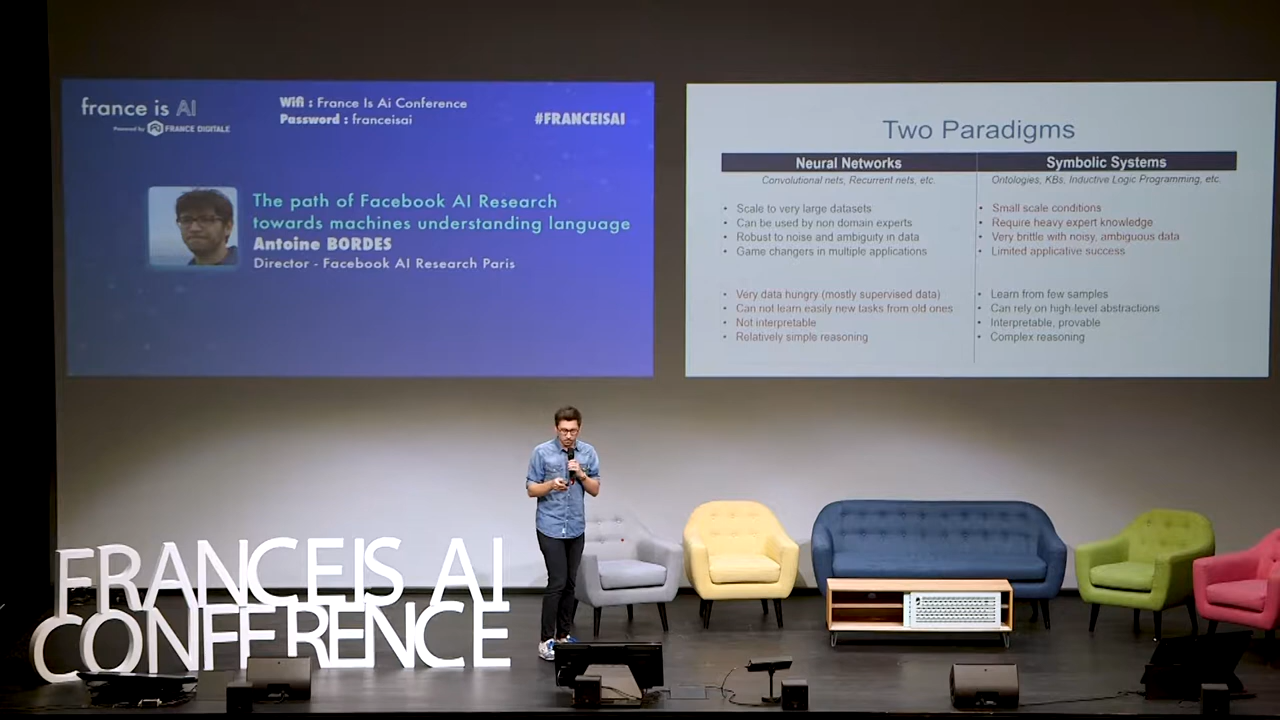 france is AI
Powered by FRANCE DIGITALE
Wifi : France Is Ai Conference
Password : franceisai
#FRANCEISAI
The path of Facebook AI Research
towards machines understanding language
Antoine BORDES
Director - Facebook AI Research Paris
Two Paradigms
Neural Networks
Convolutional nets, Recurrent nets, etc.
• Scale to very large datasets
• Can be used by non domain experts
• Robust to noise and ambiguity in data
• Game changers in multiple applications
• Very data hungry (mostly supervised data)
• Can not learn easily new tasks from old ones
• Not interpretable
• Relatively simple reasoning
Symbolic Systems
Ontologies, KBs, Inductive Logic Programming, etc.
• Small scale conditions
• Require heavy expert knowledge
• Very brittle with noisy, ambiguous data
• Limited applicative success
• Learn from few samples
• Can rely on high-level abstractions
• Interpretable, provable
• Complex reasoning
FRANCE IS AI
CONFERENCE